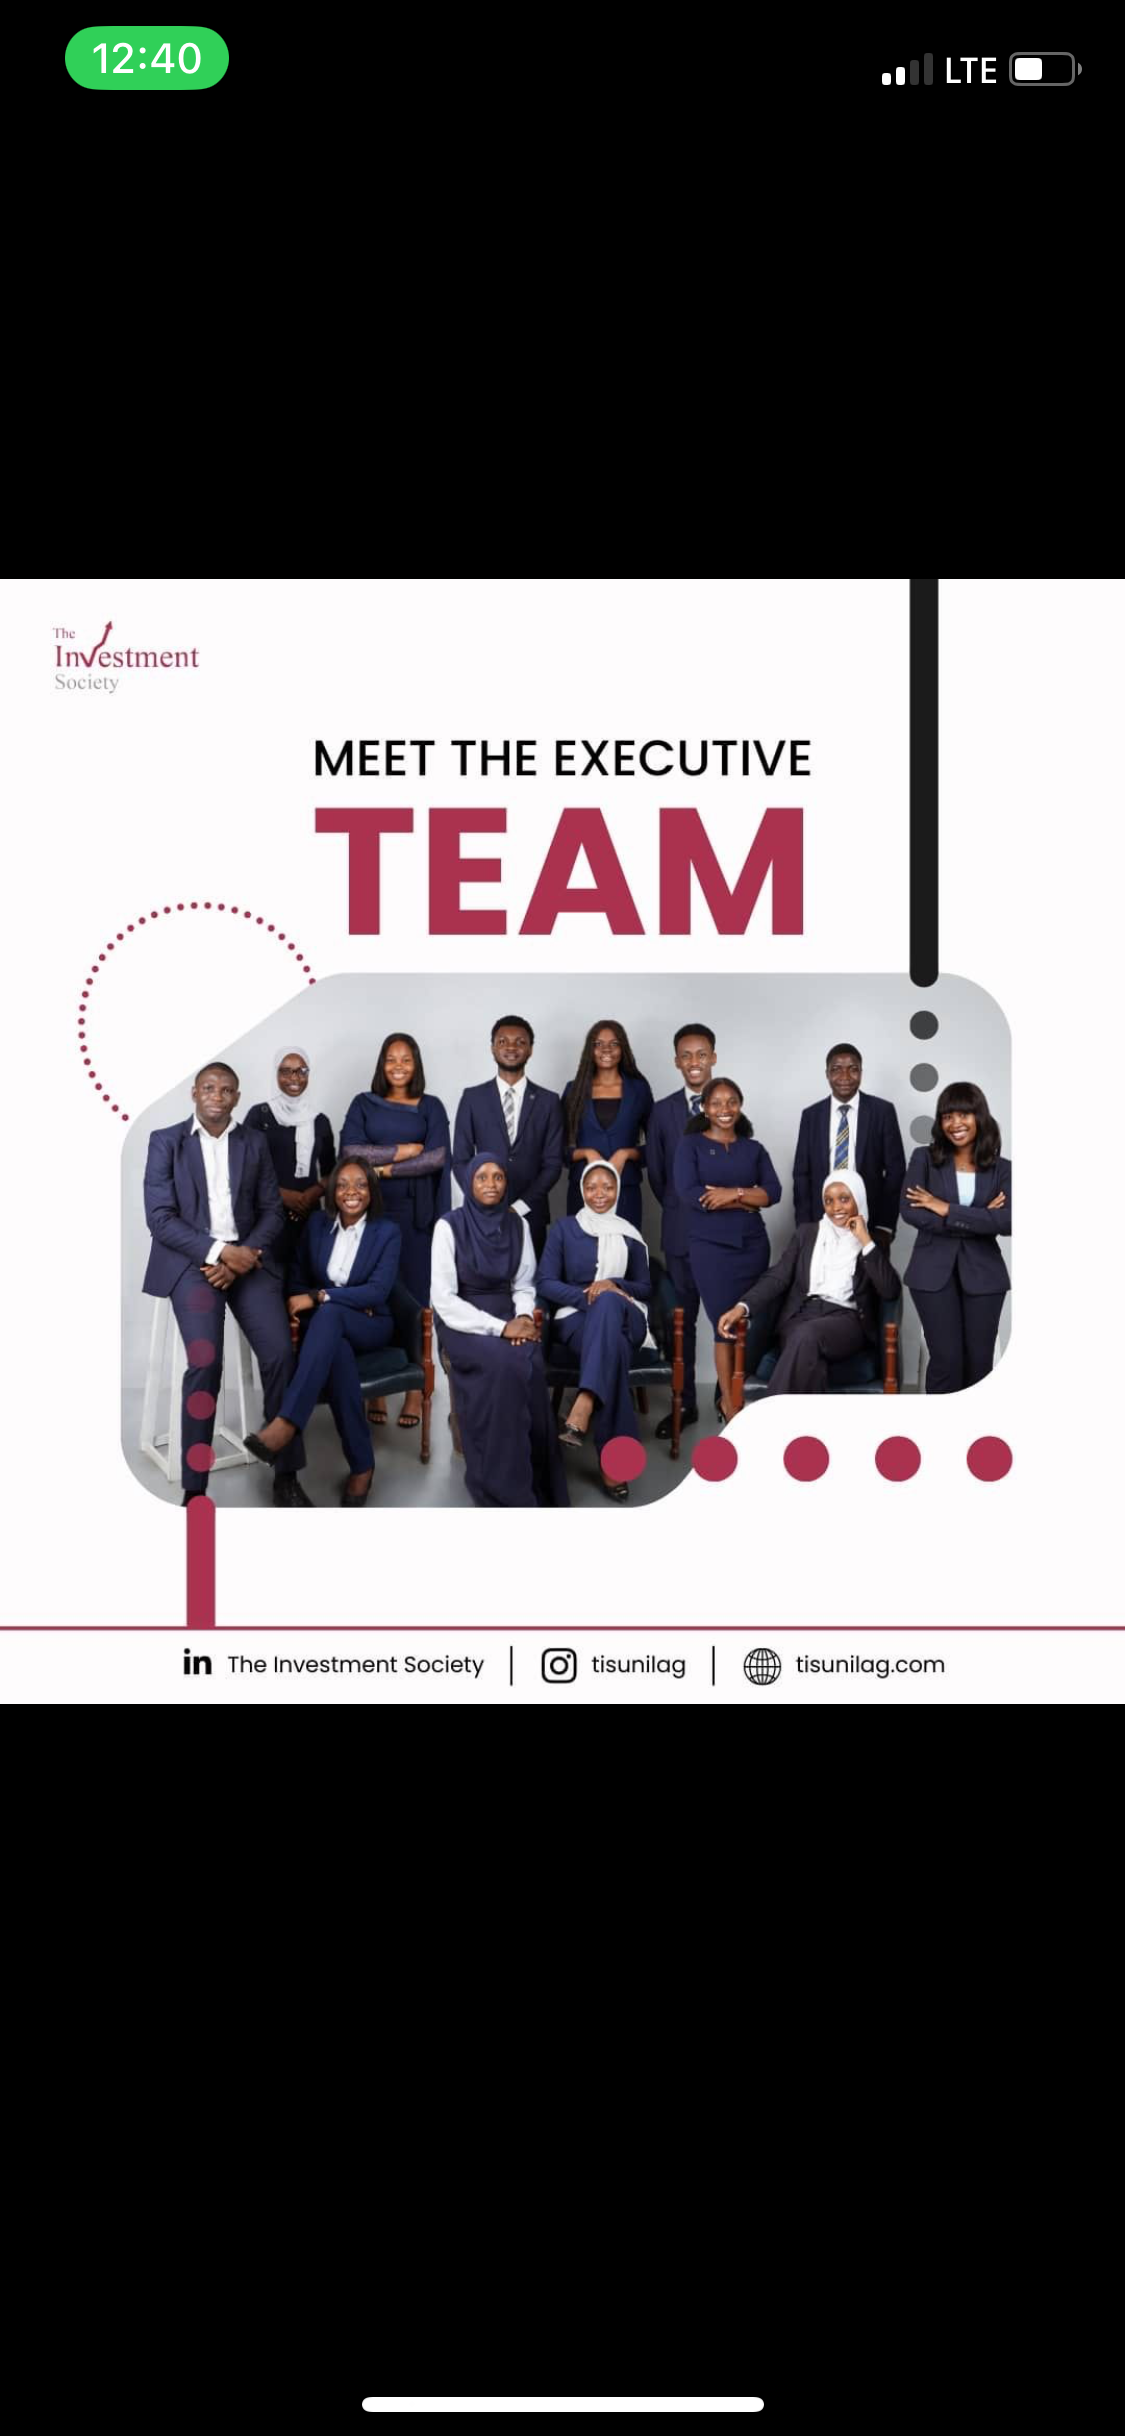 12:40
LTE
The
Investment
Society
MEET THE EXECUTIVE
TEAM
in The Investment Society | tisunilag | tisunilag.com